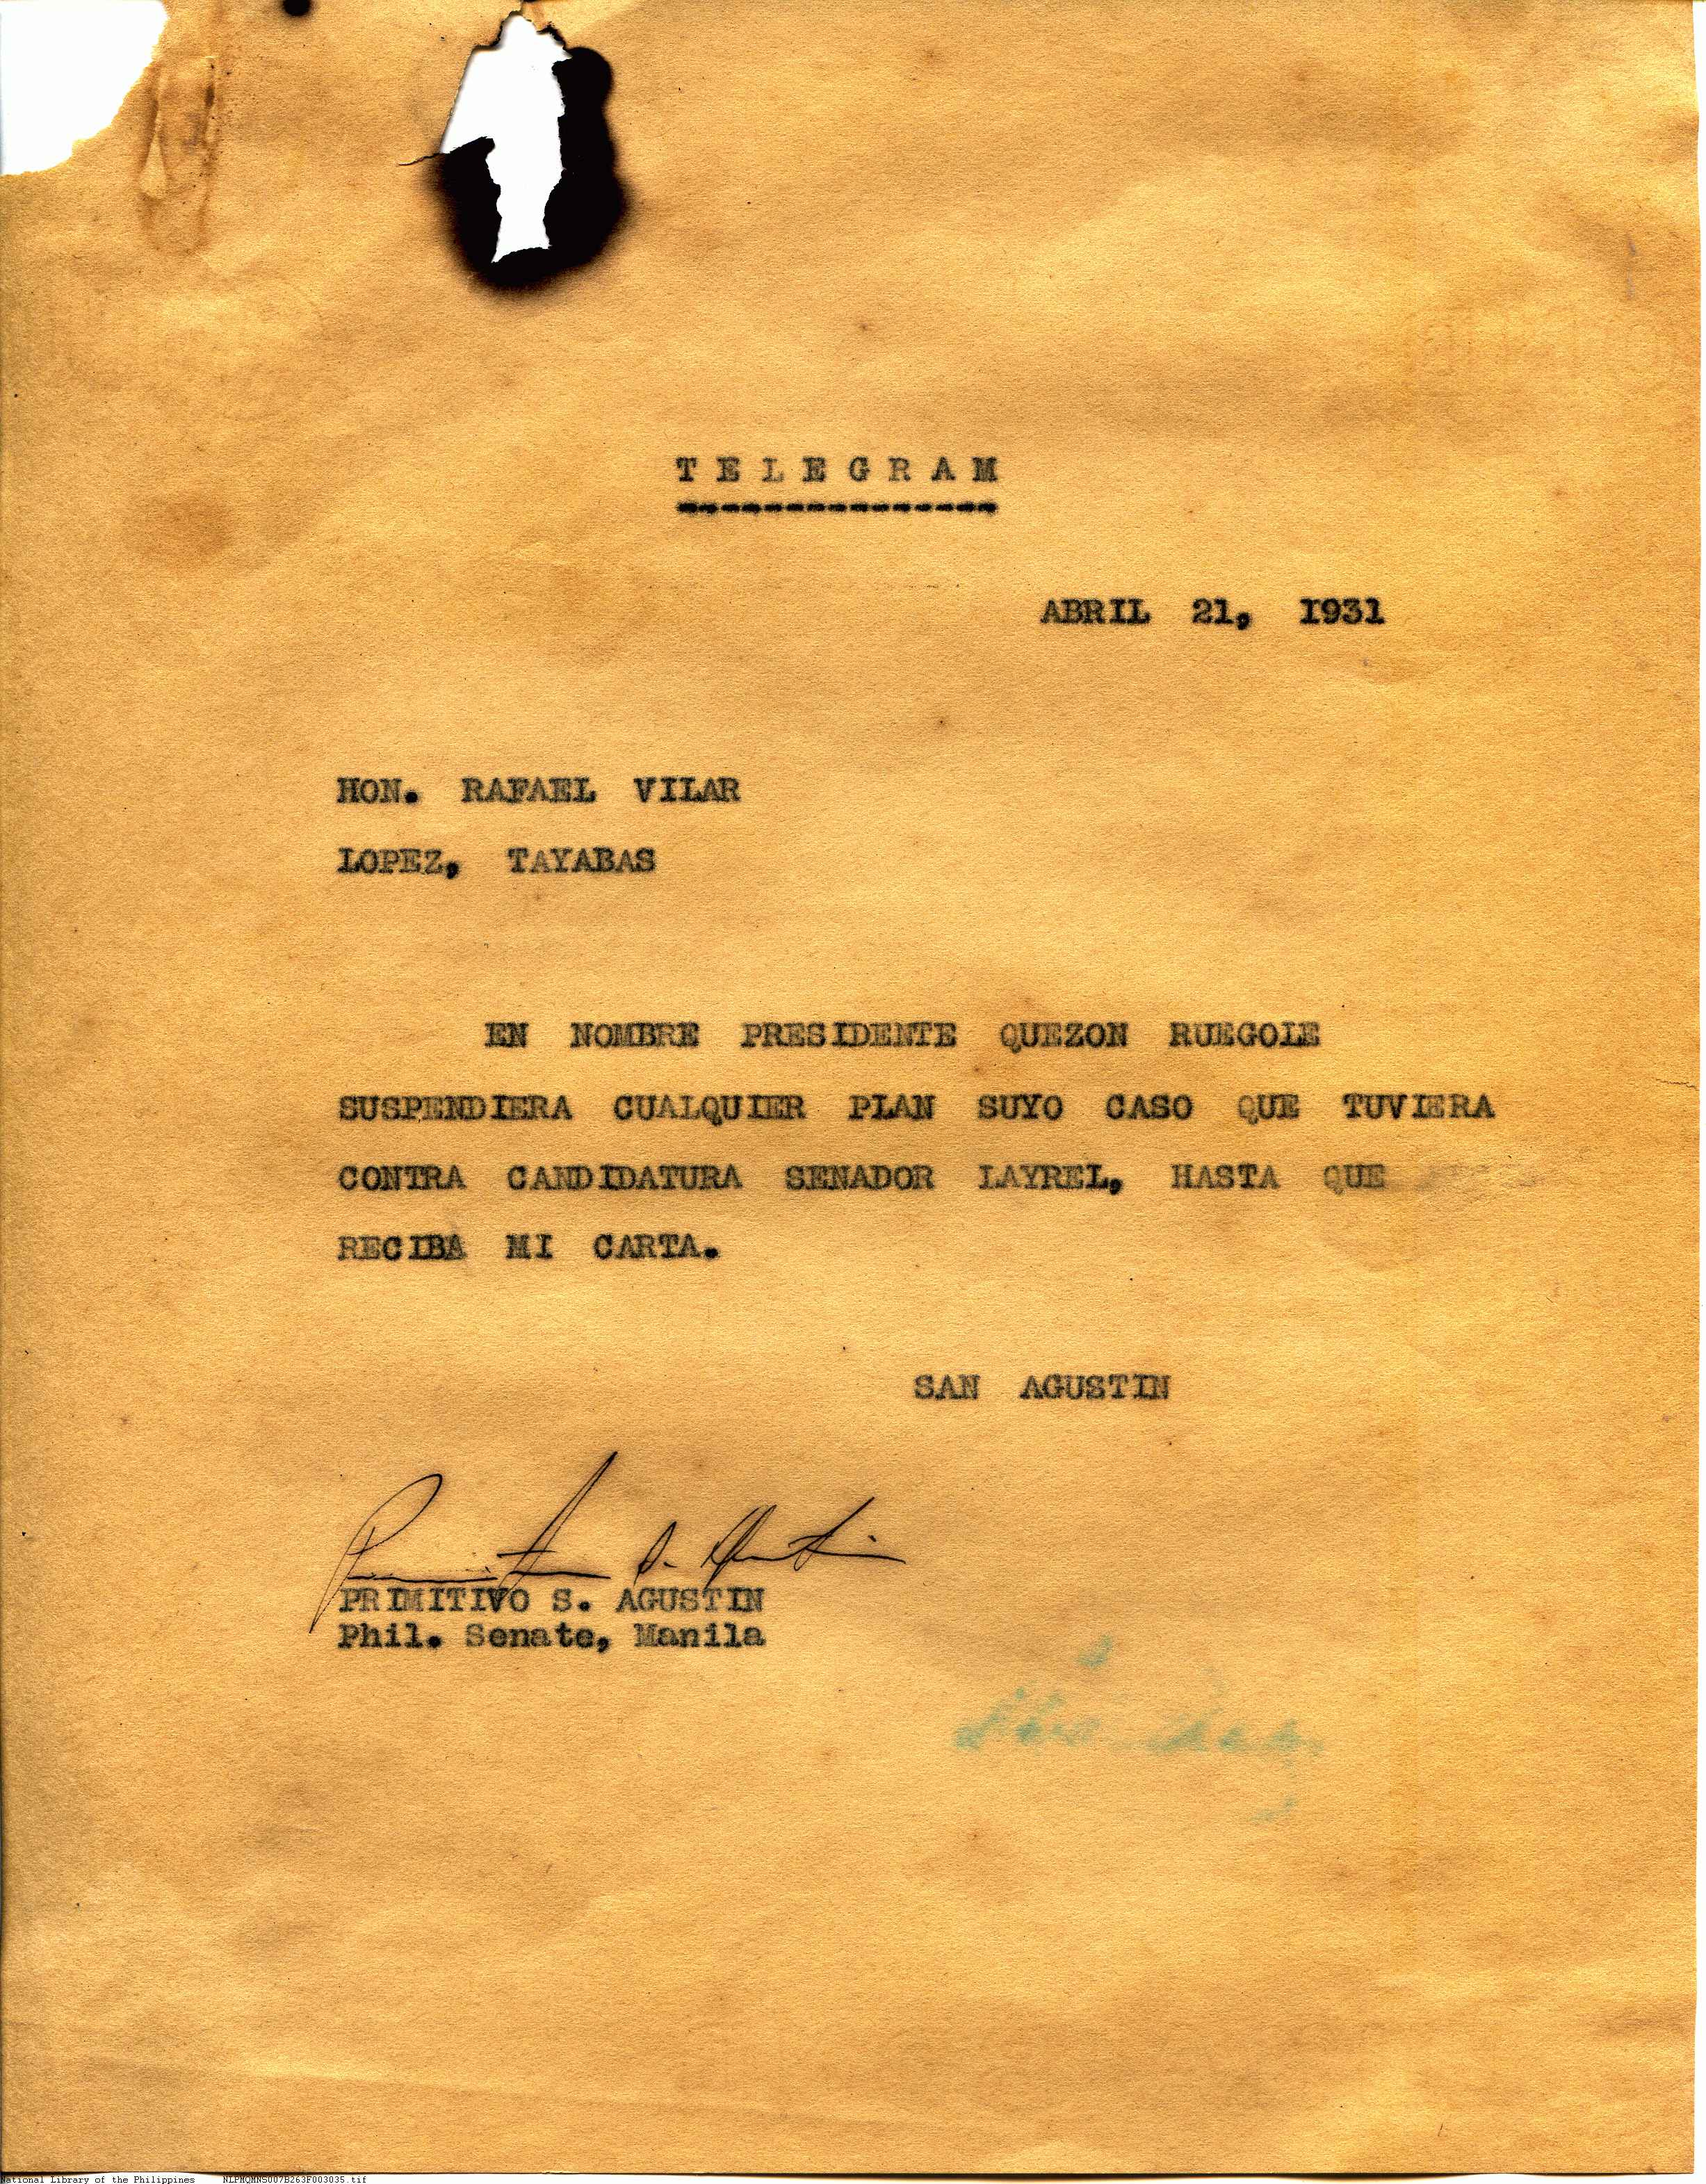 TELEGRAM
ABRIL 21, 1931
HON. RAFAEL VILAR
LOPEZ, TAYABAS
EN NOMBRE PRESIDENTE QUEZON RUEGOLE
SUSPENDIERA CUALQUIER PLAN SUYO CASO QUE TUVIERA
CONTRA CANDIDATURA SENADOR LAYREL, HASTA QUE
RECIBA MI CARTA.
SAN AGUSTIN
PRIMITIVO S. AGUSTIN
Phil. Senate, Manila
National Library of the Philippines NLPMQMNS007B263F003035.tif